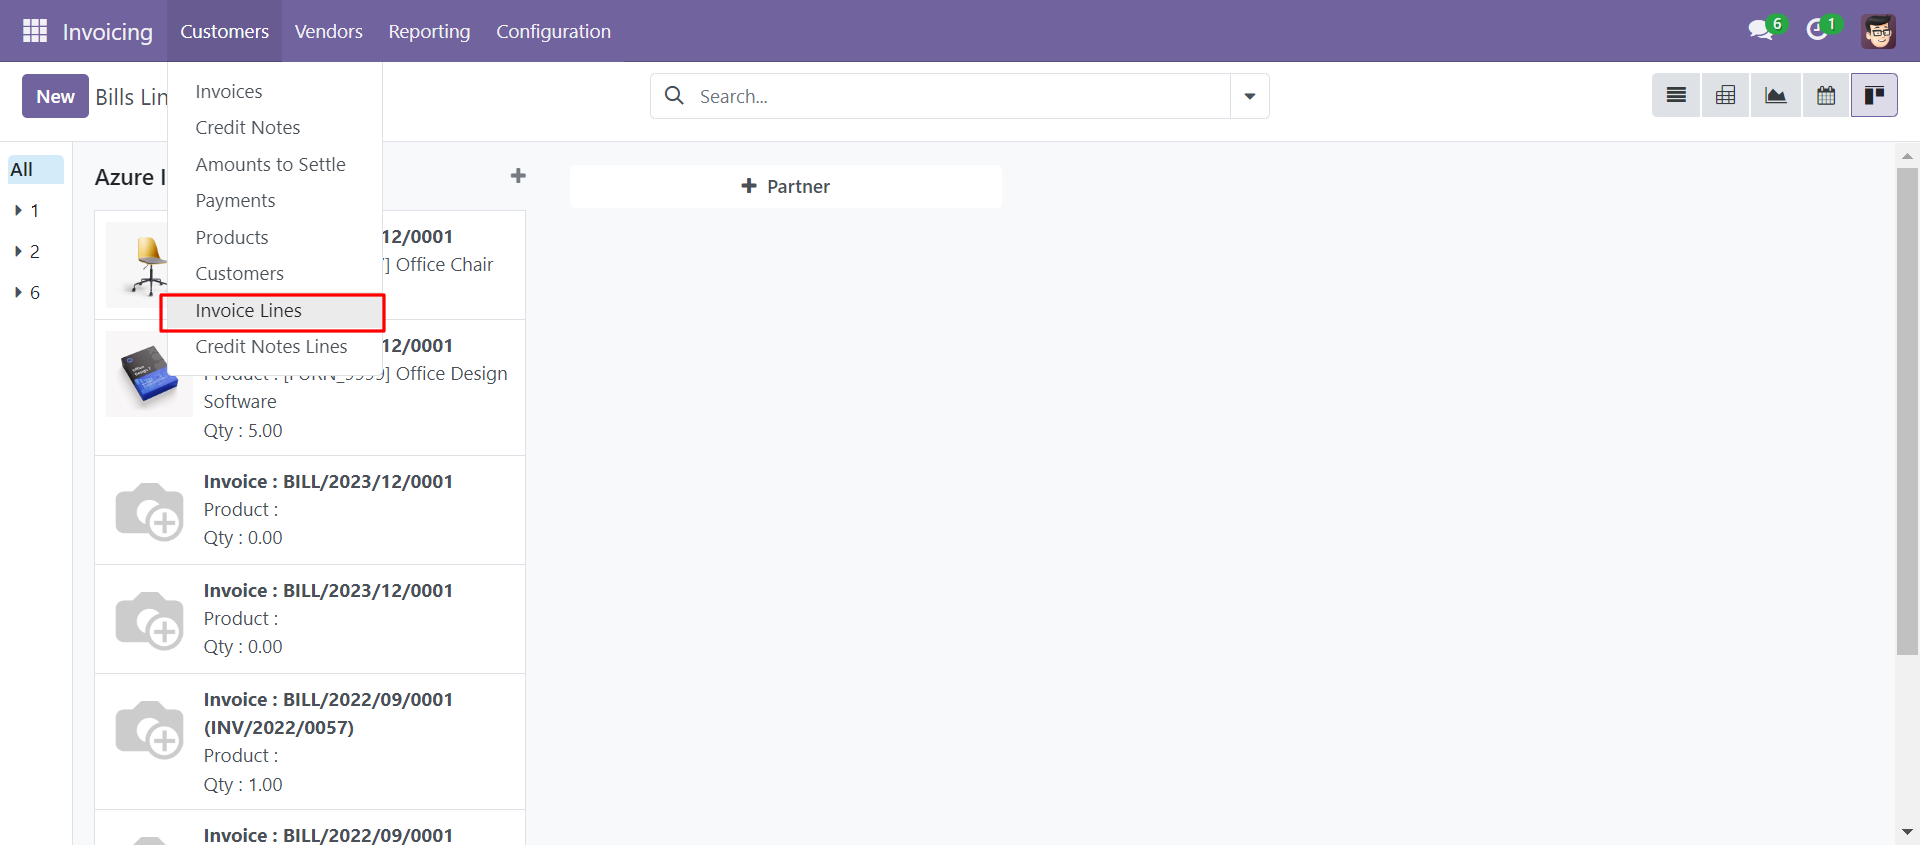 Invoicing Customers Vendors Reporting Configuration 6 1
New Bills Lin Search...
Invoices
Credit Notes
Amounts to Settle
Payments
Products
Customers
Invoice Lines
Credit Notes Lines
All
1
2
6
Azure I
Partner
12/0001
] Office Chair
12/0001
Product : [FURN_9999] Office Design
Software
Qty : 5.00
Invoice : BILL/2023/12/0001
Product :
Qty : 0.00
Invoice : BILL/2023/12/0001
Product :
Qty : 0.00
Invoice : BILL/2022/09/0001
(INV/2022/0057)
Product :
Qty : 1.00
Invoice : BILL/2022/09/0001